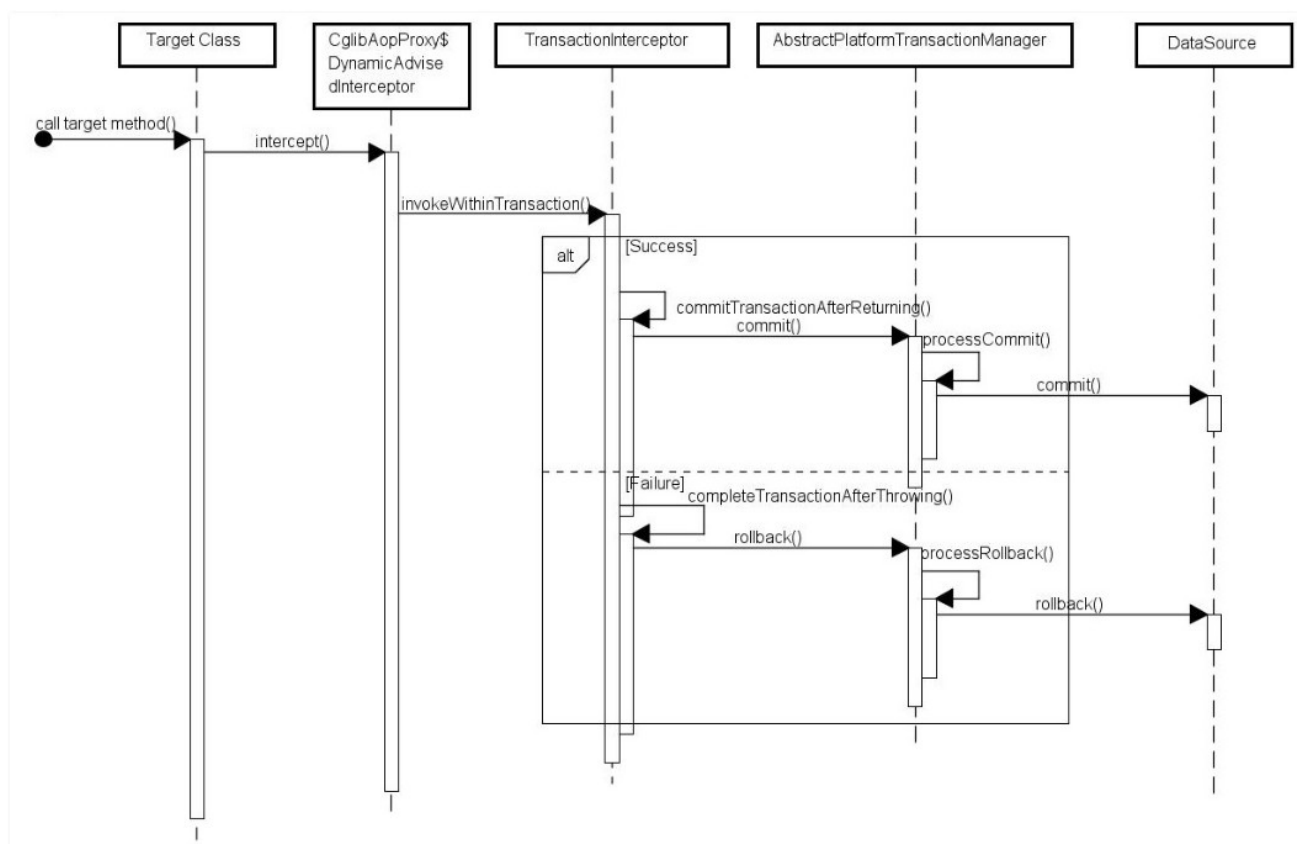 Target Class
CglibAopProxy$
DynamicAdvise
dInterceptor
TransactionInterceptor
AbstractPlatformTransactionManager
DataSource
call target method()
intercept()
invokeWithinTransaction()
alt
[Success]
commitTransactionAfterReturning()
commit()
processCommit()
commit()
[Failure]
completeTransactionAfterThrowing()
rollback()
processRollback()
rollback()